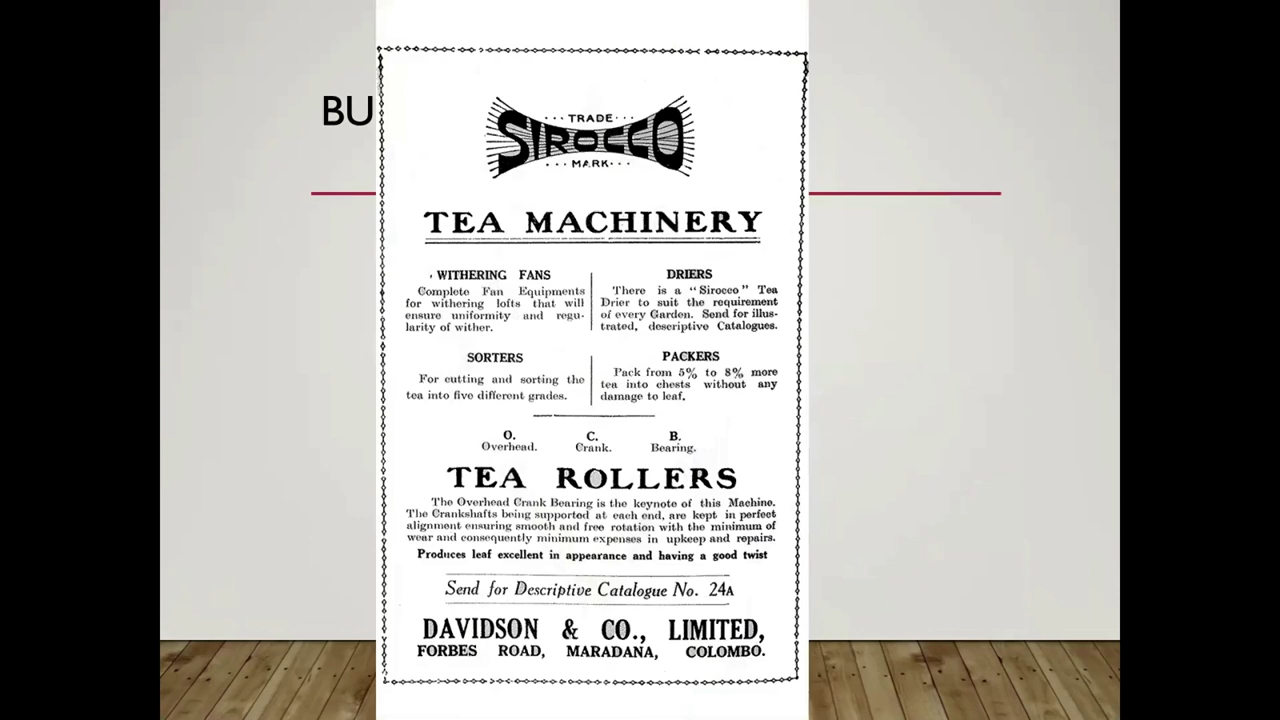 BU
TRADE
SIROCCO
MARK
TEA MACHINERY
WITHERING FANS
Complete Fan Equipments
for withering lofts that will
ensure uniformity and regu-
larity of wither.
DRIERS
There is a "Sirocco" Tea
Drier to suit the requirement
of every Garden. Send for illus-
trated, descriptive Catalogues.
SORTERS
For cutting and sorting the
tea into five different grades.
PACKERS
Pack from 5% to 8% more
tea into chests without any
damage to leaf.
O. C. B.
Overhead. Crank. Bearing.
TEA ROLLERS
The Overhead Crank Bearing is the keynote of this Machine.
The Crankshafts being supported at each end, are kept in perfect
alignment ensuring smooth and free rotation with the minimum of
wear and consequently minimum expenses in upkeep and repairs.
Produces leaf excellent in appearance and having a good twist
Send for Descriptive Catalogue No. 24A
DAVIDSON & CO., LIMITED,
FORBES ROAD, MARADANA, COLOMBO.